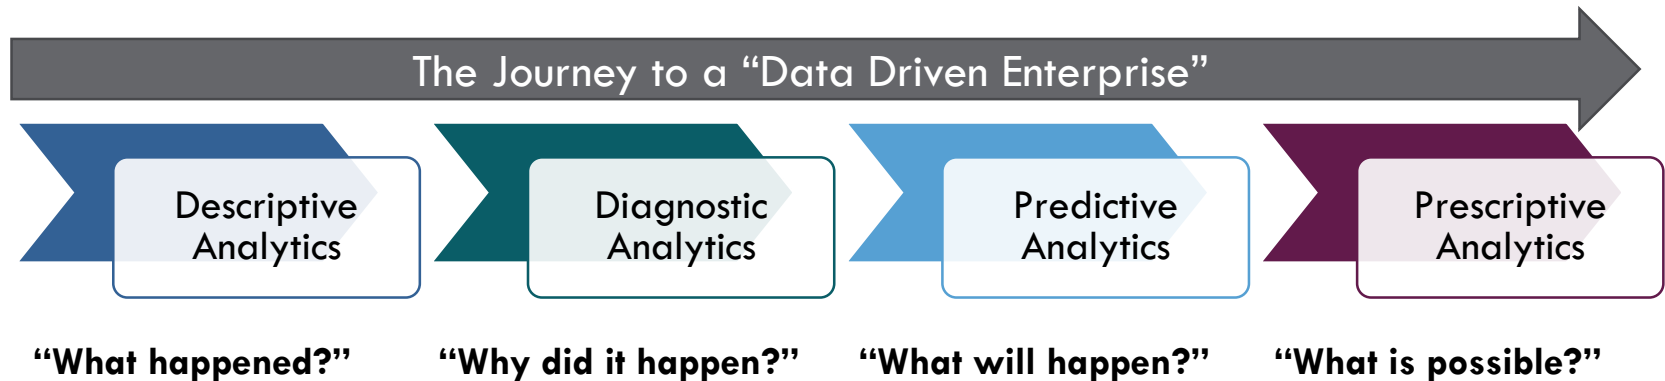 The Journey to a “Data Driven Enterprise”
Descriptive
Analytics
Diagnostic
Analytics
Predictive
Analytics
Prescriptive
Analytics
“What happened?”
“Why did it happen?”
“What will happen?”
“What is possible?”